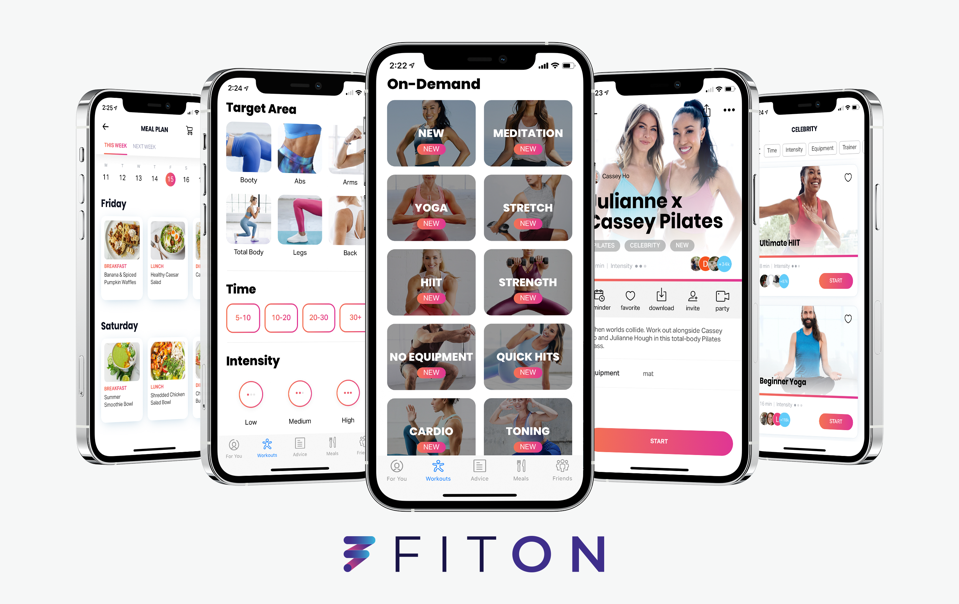 2:25
MEAL PLAN
THIS WEEK NEXT WEEK
M T W T F S
11 12 13 14 15 16
Friday
BREAKFAST
Banana & Spiced
Pumpkin Waffles
LUNCH
Healthy Caesar
Salad
Saturday
BREAKFAST
Summer
Smoothie Bowl
LUNCH
Shredded Chicken
Salad Bowl
2:24
Target Area
Booty Abs Arms
Total Body Legs Back
Time
5-10 10-20 20-30 30+
Intensity
Low Medium High
For You Workouts Advice Meals
2:22
On-Demand
NEW
NEW
MEDITATION
NEW
YOGA
NEW
STRETCH
NEW
HIIT
NEW
STRENGTH
NEW
NO EQUIPMENT
NEW
QUICK HITS
NEW
CARDIO
NEW
TONING
NEW
For You Workouts Advice Meals Friends
:23
Cassey Ho
Julianne x
Cassey Pilates
PILATES CELEBRITY NEW
min | Intensity
minder favorite download invite party
hen worlds collide. Work out alongside Cassey
o and Julianne Hough in this total-body Pilates
ass.
quipment mat
START
CELEBRITY
Time Intensity Equipment Trainer
Ultimate HIIT
min | Intensity
START
Beginner Yoga
min | Intensity
START
FITON